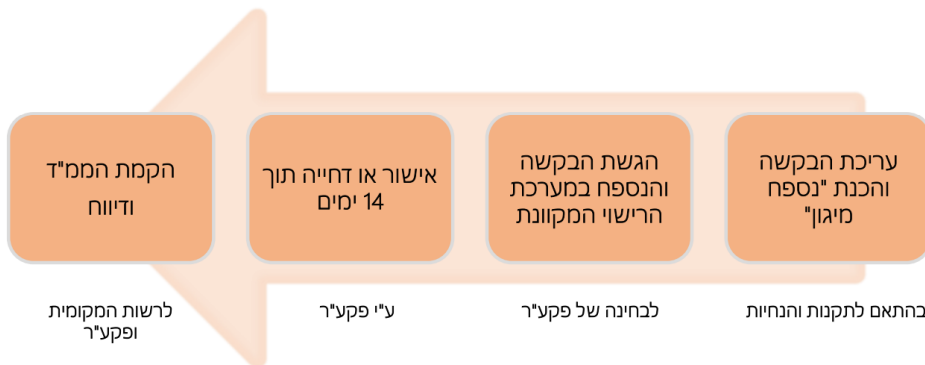 עריכת הבקשה
והכנת "נספח
מיגון"
הגשת הבקשה
והנספח במערכת
הרישוי המקוונת
אישור או דחייה תוך
14 ימים
הקמת הממ"ד
ודיווח
בהתאם לתקנות והנחיות
לבחינה של פקע"ר
ע"י פקע"ר
לרשות המקומית
ופקע"ר